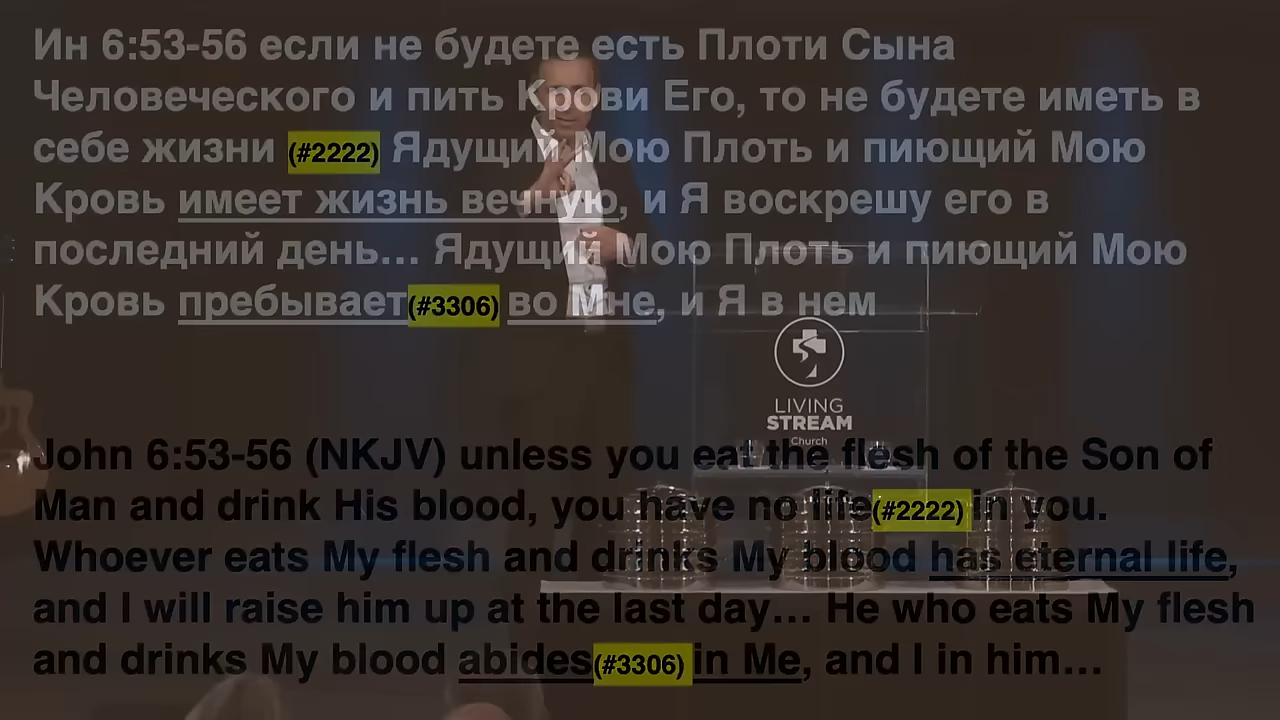 Ин 6:53-56 если не будете есть Плоти Сына
Человеческого и пить Крови Его, то не будете иметь в
себе жизни (#2222) Ядущий Мою Плоть и пиющий Мою
Кровь имеет жизнь вечную, и Я воскрешу его в
последний день... Ядущий Мою Плоть и пиющий Мою
Кровь пребывает(#3306) во Мне, и Я в нем
LIVING
STREAM
Church
John 6:53-56 (NKJV) unless you eat the flesh of the Son of
Man and drink His blood, you have no life(#2222) in you.
Whoever eats My flesh and drinks My blood has eternal life,
and I will raise him up at the last day... He who eats My flesh
and drinks My blood abides(#3306) in Me, and I in him...